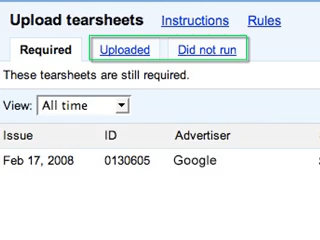 Upload tearsheets Instructions Rules
Required Uploaded Did not run
These tearsheets are still required.
View: All time
Issue ID Advertiser
Feb 17, 2008 0130605 Google